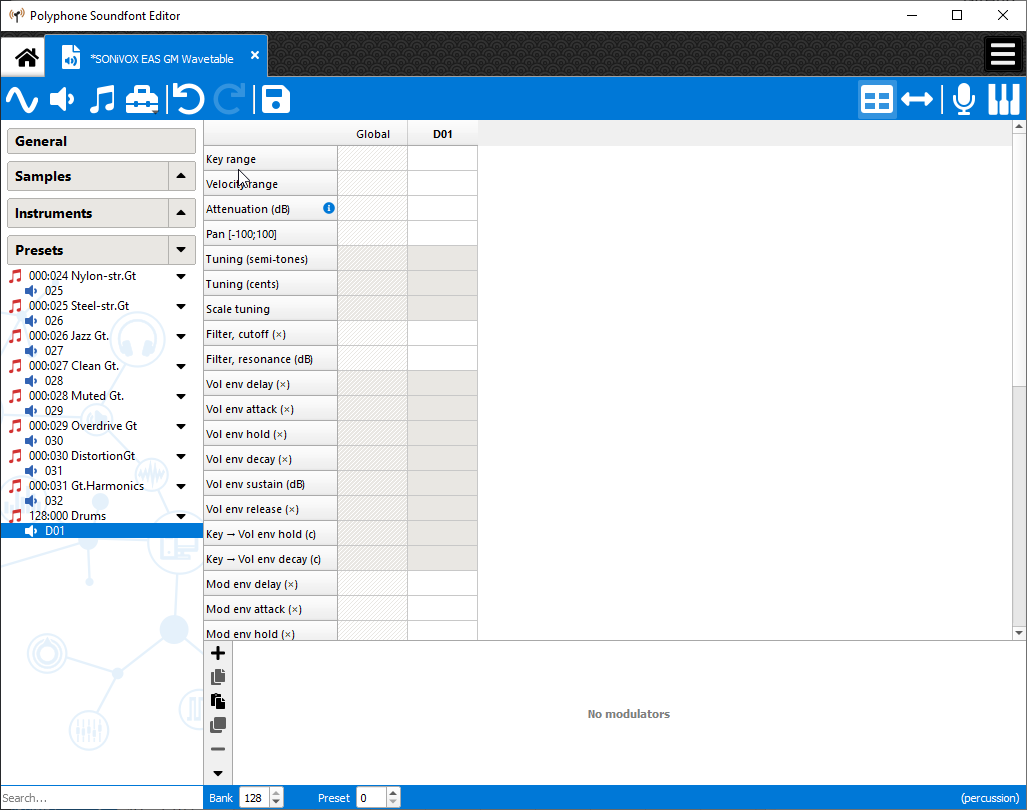 Polyphone Soundfont Editor
*SONiVOX EAS GM Wavetable
General
Samples
Instruments
Presets
000:024 Nylon-str.Gt
025
000:025 Steel-str.Gt
026
000:026 Jazz Gt.
027
000:027 Clean Gt.
028
000:028 Muted Gt.
029
000:029 Overdrive Gt
030
000:030 DistortionGt
031
000:031 Gt.Harmonics
032
128:000 Drums
D01
Search...
Global D01
Key range
Velocity range
Attenuation (dB)
Pan [-100;100]
Tuning (semi-tones)
Tuning (cents)
Scale tuning
Filter, cutoff (×)
Filter, resonance (dB)
Vol env delay (×)
Vol env attack (×)
Vol env hold (×)
Vol env decay (×)
Vol env sustain (dB)
Vol env release (×)
Key → Vol env hold (c)
Key → Vol env decay (c)
Mod env delay (×)
Mod env attack (×)
Mod env hold (×)
No modulators
Bank 128 Preset 0 (percussion)